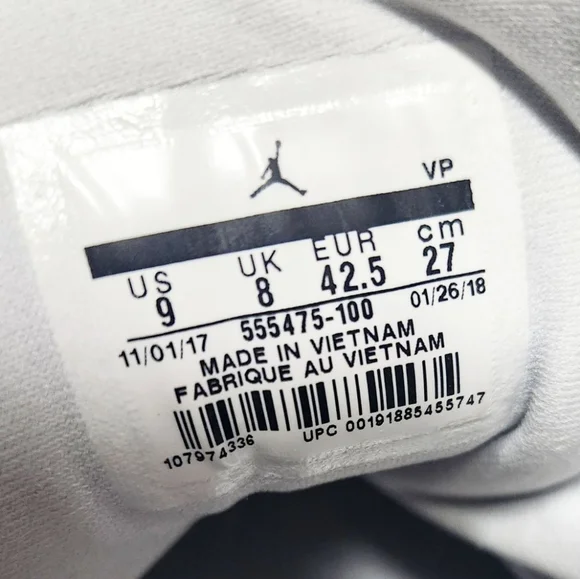 VP
US UK EUR cm
9 8 42.5 27
11/01/17 555475-100 01/26/18
MADE IN VIETNAM
FABRIQUE AU VIETNAM
107974336 UPC 00191885455747